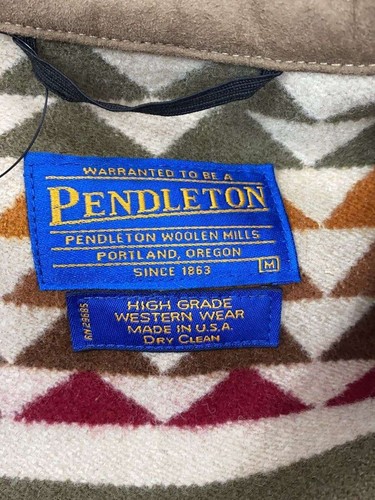 WARRANTED TO BE A
PENDLETON
PENDLETON WOOLEN MILLS
PORTLAND, OREGON
SINCE 1863
M
RN29685
HIGH GRADE
WESTERN WEAR
MADE IN U.S.A.
DRY CLEAN